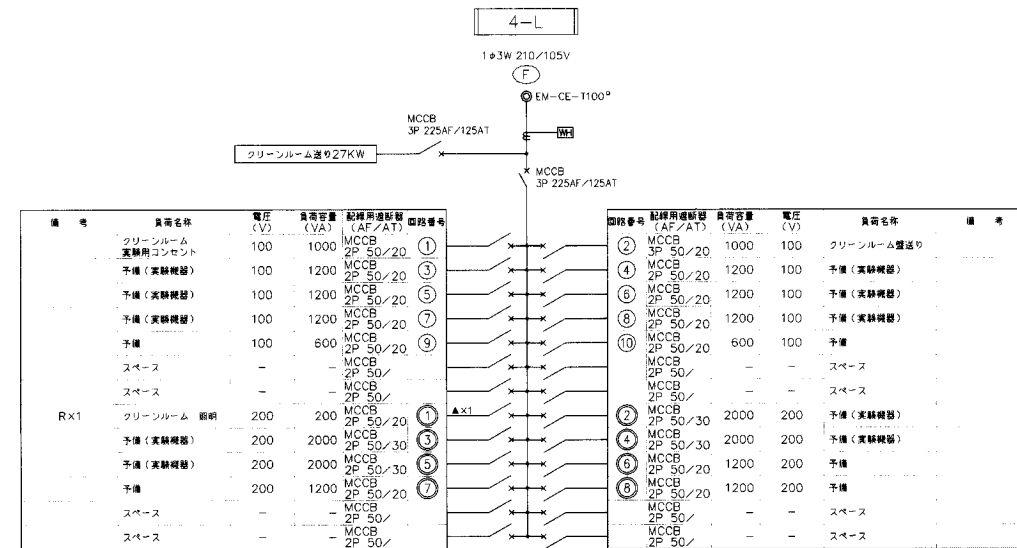 4-L
1φ3W 210/105V
F
EM-CE-T100°
MCCB
3P 225AF/125AT
WH
クリーンルーム送り27KW
MCCB
3P 225AF/125AT
備 考 負荷名称 電圧(V) 負荷容量(VA) 配線用遮断器(AF/AT) 回路番号 回路番号 配線用遮断器(AF/AT) 負荷容量(VA) 電圧(V) 負荷名称 備 考
クリーンルーム 実験用コンセント 100 1000 MCCB 2P 50/20 ① ② MCCB 3P 50/20 1000 100 クリーンルーム盤送り
予備(実験機器) 100 1200 MCCB 2P 50/20 ③ ④ MCCB 2P 50/20 1200 100 予備(実験機器)
予備(実験機器) 100 1200 MCCB 2P 50/20 ⑤ ⑥ MCCB 2P 50/20 1200 100 予備(実験機器)
予備(実験機器) 100 1200 MCCB 2P 50/20 ⑦ ⑧ MCCB 2P 50/20 1200 100 予備(実験機器)
予備 100 600 MCCB 2P 50/20 ⑨ ⑩ MCCB 2P 50/20 600 100 予備
スペース - - MCCB 2P 50/ MCCB 2P 50/ - - スペース
スペース - - MCCB 2P 50/ MCCB 2P 50/ - - スペース
R×1 クリーンルーム 照明 200 200 MCCB 2P 50/20 ① ▲×1 ② MCCB 2P 50/30 2000 200 予備(実験機器)
予備(実験機器) 200 2000 MCCB 2P 50/30 ③ ④ MCCB 2P 50/30 2000 200 予備(実験機器)
予備(実験機器) 200 2000 MCCB 2P 50/30 ⑤ ⑥ MCCB 2P 50/20 1200 200 予備
予備 200 1200 MCCB 2P 50/20 ⑦ ⑧ MCCB 2P 50/20 1200 200 予備
スペース - - MCCB 2P 50/ MCCB 2P 50/ - - スペース
スペース - - MCCB 2P 50/ MCCB 2P 50/ - - スペース